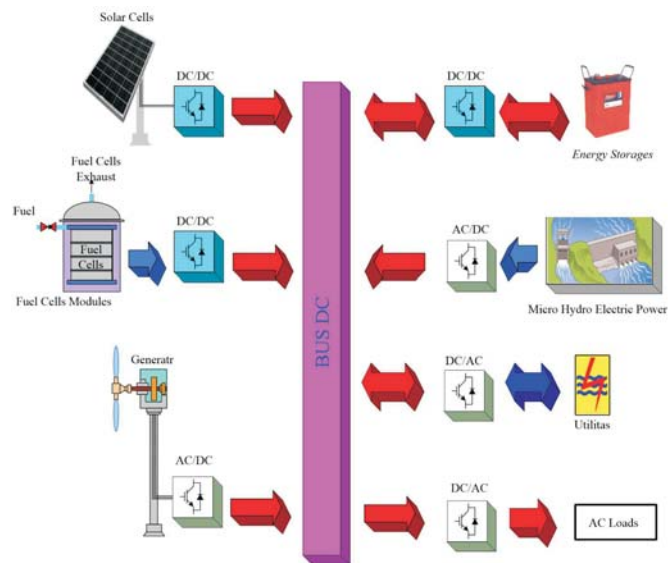 Solar Cells
DC/DC
DC/DC
Energy Storages
Fuel Cells
Exhaust
Fuel
DC/DC
AC/DC
Fuel
Cells
Fuel Cells Modules
Micro Hydro Electric Power
BUS DC
Generatr
DC/AC
Utilitas
AC/DC
DC/AC
AC Loads